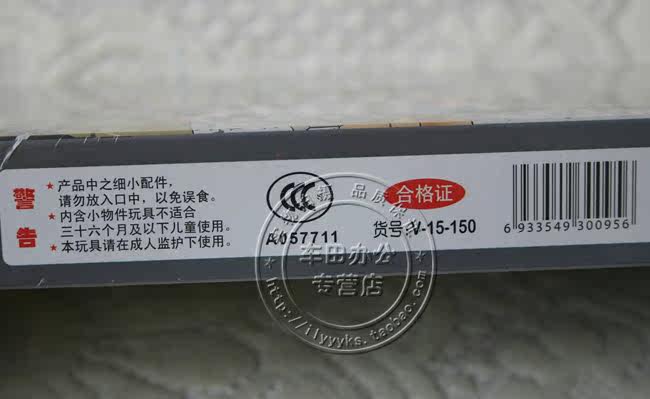 警告
★ 产品中之细小配件，
请勿放入口中，以免误食。
★ 内含小物件玩具不适合
三十六个月及以下儿童使用。
★ 本玩具请在成人监护下使用。
CCC
A057711
合格证
货号:V-15-150
6 933549 300956
品质
车田办公
专营店
http://ilyyyks.taobao.com